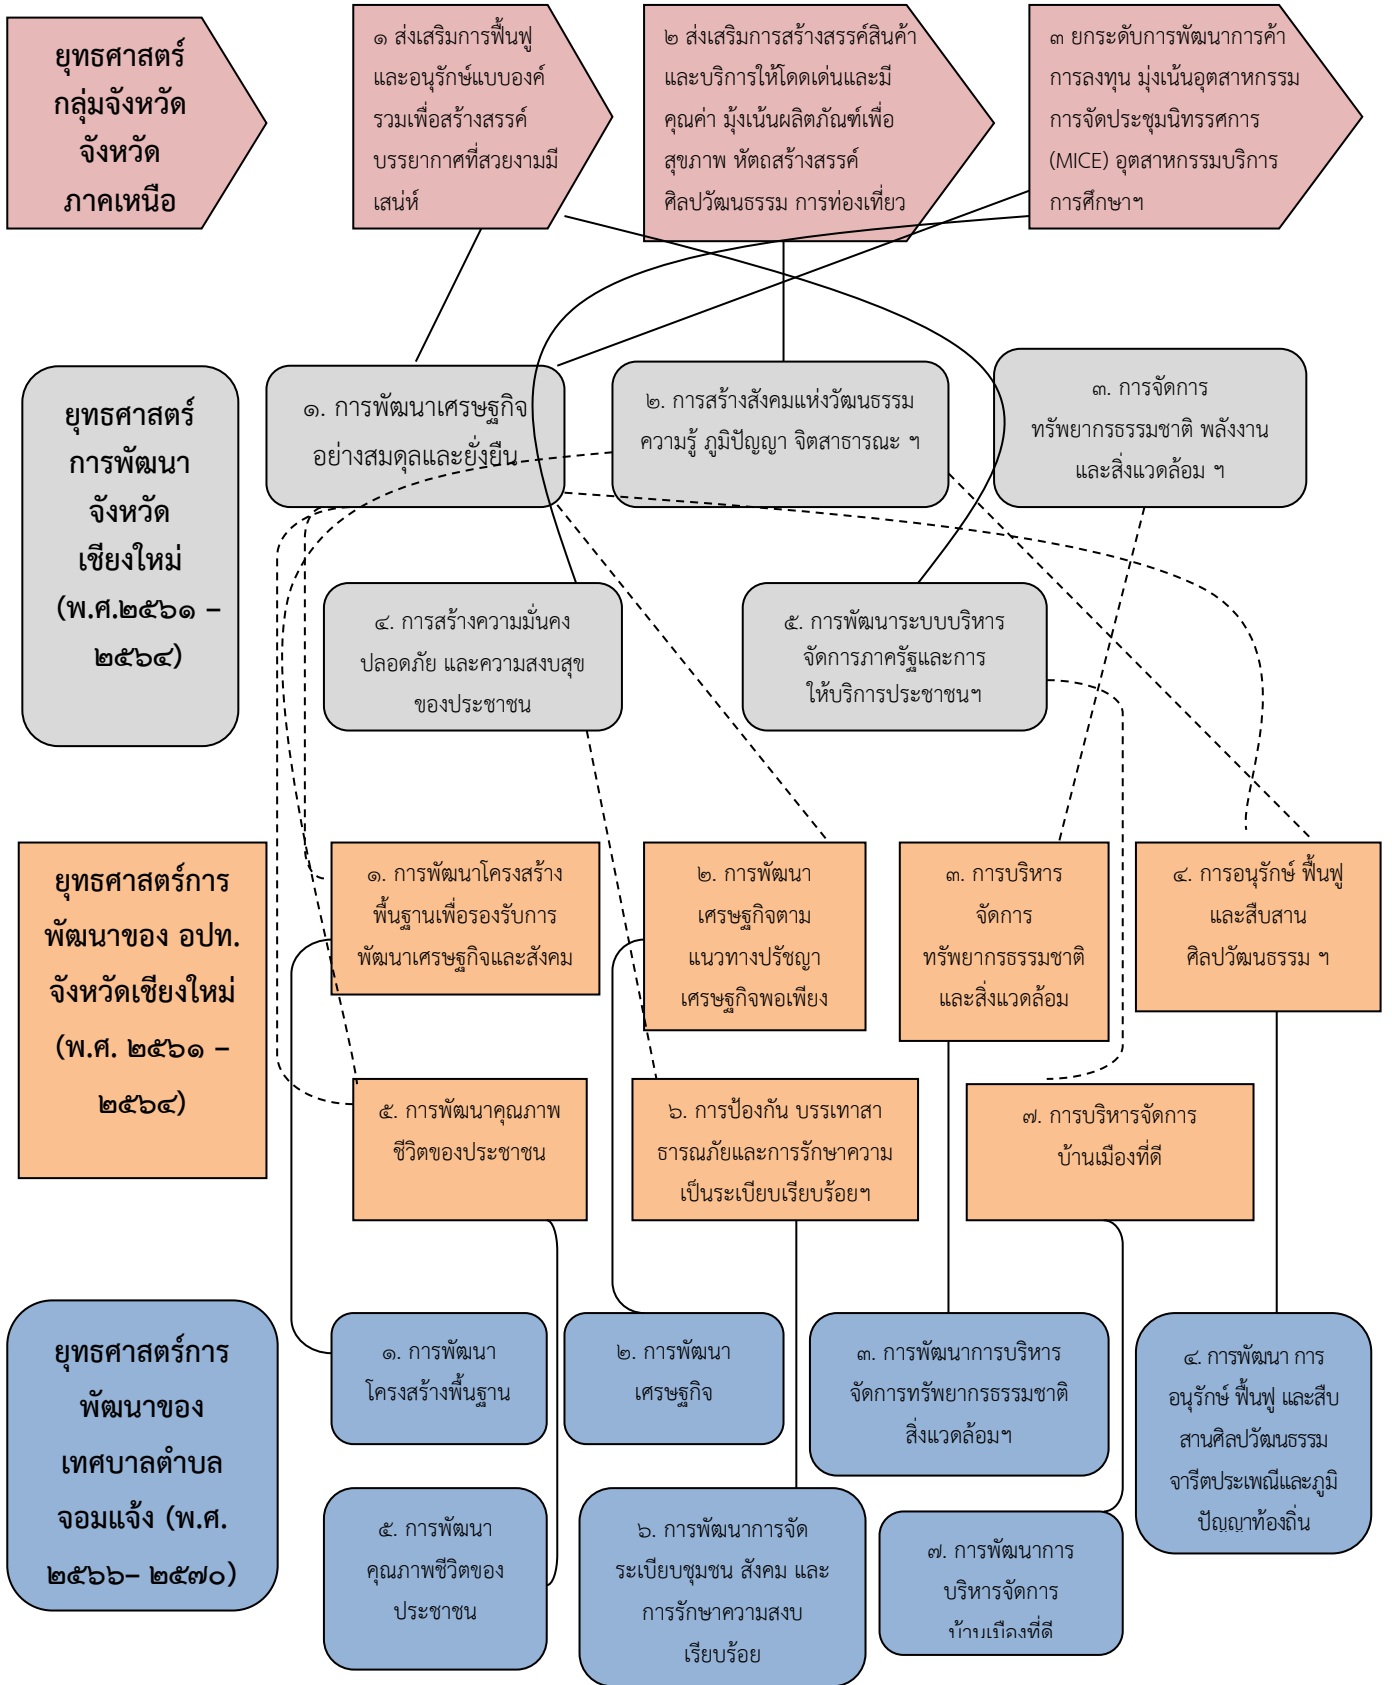 ยุทธศาสตร์
กลุ่มจังหวัด
จังหวัด
ภาคเหนือ
๑ ส่งเสริมการฟื้นฟู
และอนุรักษ์แบบองค์
รวมเพื่อสร้างสรรค์
บรรยากาศที่สวยงามมี
เสน่ห์
๒ ส่งเสริมการสร้างสรรค์สินค้า
และบริการให้โดดเด่นและมี
คุณค่า มุ้งเน้นผลิตภัณฑ์เพื่อ
สุขภาพ หัตถสร้างสรรค์
ศิลปวัฒนธรรม การท่องเที่ยว
๓ ยกระดับการพัฒนาการค้า
การลงทุน มุ่งเน้นอุตสาหกรรม
การจัดประชุมนิทรรศการ
(MICE) อุตสาหกรรมบริการ
การศึกษาฯ
ยุทธศาสตร์
การพัฒนา
จังหวัด
เชียงใหม่
(พ.ศ.๒๕๖๑ –
๒๕๖๔)
๑. การพัฒนาเศรษฐกิจ
อย่างสมดุลและยั่งยืน
๒. การสร้างสังคมแห่งวัฒนธรรม
ความรู้ ภูมิปัญญา จิตสาธารณะ ฯ
๓. การจัดการ
ทรัพยากรธรรมชาติ พลังงาน
และสิ่งแวดล้อม ฯ
๔. การสร้างความมั่นคง
ปลอดภัย และความสงบสุข
ของประชาชน
๕. การพัฒนาระบบบริหาร
จัดการภาครัฐและการ
ให้บริการประชาชนฯ
ยุทธศาสตร์การ
พัฒนาของ อปท.
จังหวัดเชียงใหม่
(พ.ศ. ๒๕๖๑ –
๒๕๖๔)
๑. การพัฒนาโครงสร้าง
พื้นฐานเพื่อรองรับการ
พัฒนาเศรษฐกิจและสังคม
๒. การพัฒนา
เศรษฐกิจตาม
แนวทางปรัชญา
เศรษฐกิจพอเพียง
๓. การบริหาร
จัดการ
ทรัพยากรธรรมชาติ
และสิ่งแวดล้อม
๔. การอนุรักษ์ ฟื้นฟู
และสืบสาน
ศิลปวัฒนธรรม ฯ
๕. การพัฒนาคุณภาพ
ชีวิตของประชาชน
๖. การป้องกัน บรรเทาสา
ธารณภัยและการรักษาความ
เป็นระเบียบเรียบร้อยฯ
๗. การบริหารจัดการ
บ้านเมืองที่ดี
ยุทธศาสตร์การ
พัฒนาของ
เทศบาลตำบล
จอมแจ้ง (พ.ศ.
๒๕๖๖– ๒๕๗๐)
๑. การพัฒนา
โครงสร้างพื้นฐาน
๒. การพัฒนา
เศรษฐกิจ
๓. การพัฒนาการบริหาร
จัดการทรัพยากรธรรมชาติ
สิ่งแวดล้อมฯ
๔. การพัฒนา การ
อนุรักษ์ ฟื้นฟู และสืบ
สานศิลปวัฒนธรรม
จารีตประเพณีและภูมิ
ปัญญาท้องถิ่น
๕. การพัฒนา
คุณภาพชีวิตของ
ประชาชน
๖. การพัฒนาการจัด
ระเบียบชุมชน สังคม และ
การรักษาความสงบ
เรียบร้อย
๗. การพัฒนาการ
บริหารจัดการ
บ้านเมืองที่ดี